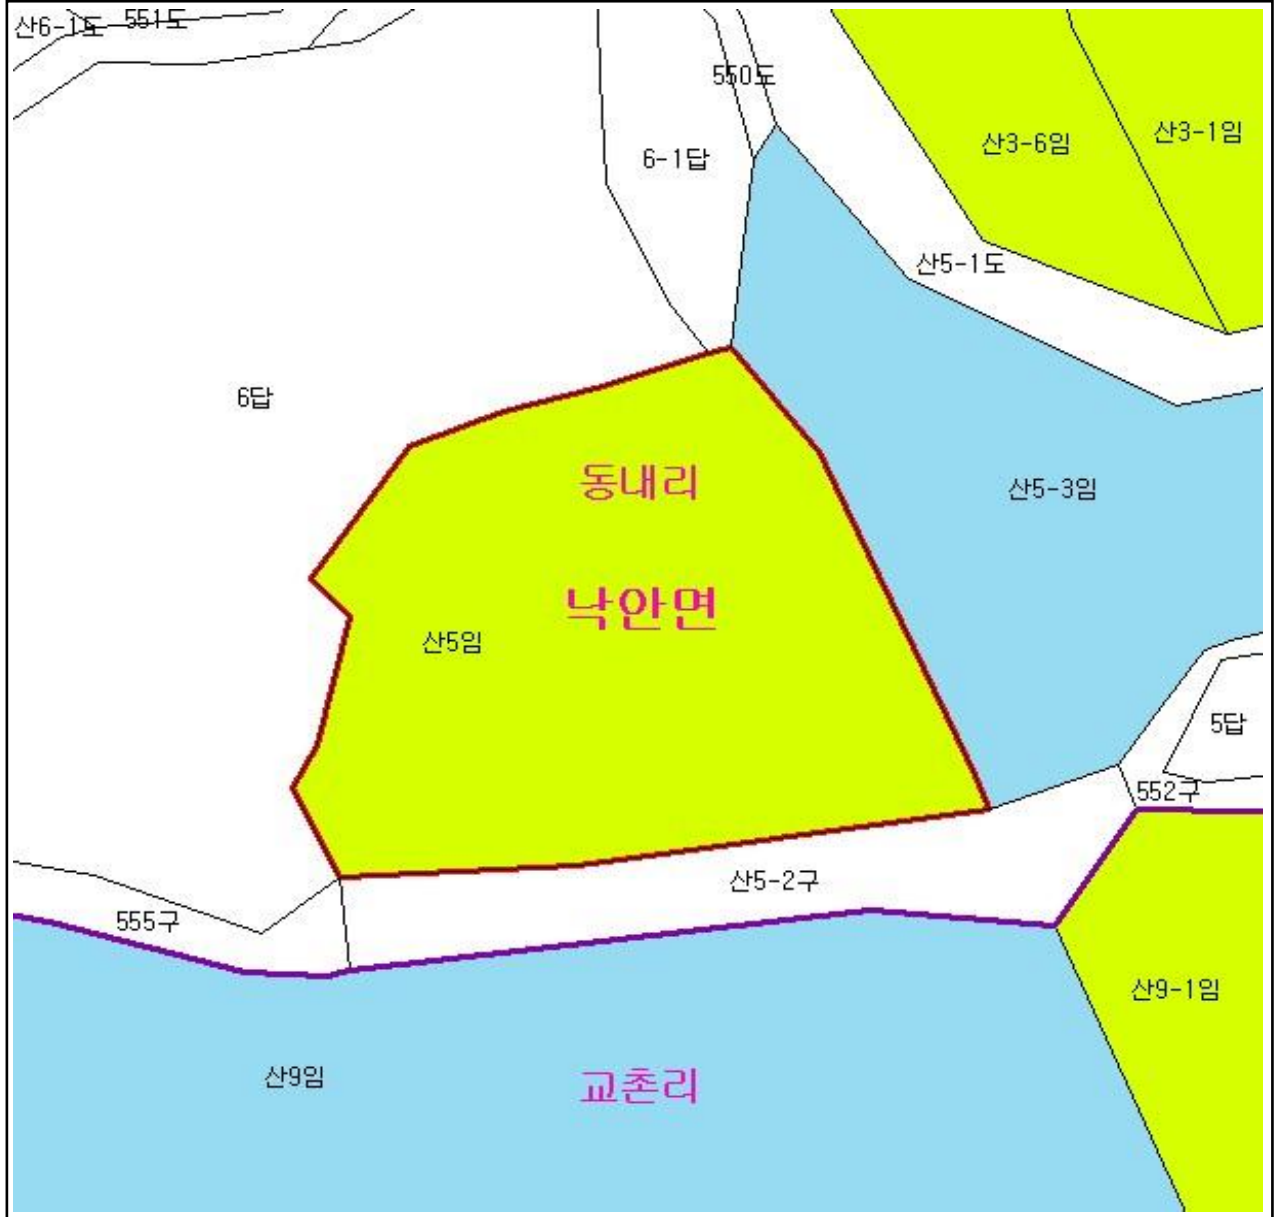 산6-1도
551도
550도
6-1답
산3-6임
산3-1임
산5-1도
6답
동내리
산5-3임
낙안면
산5임
5답
552구
산5-2구
555구
산9-1임
산9임
교촌리